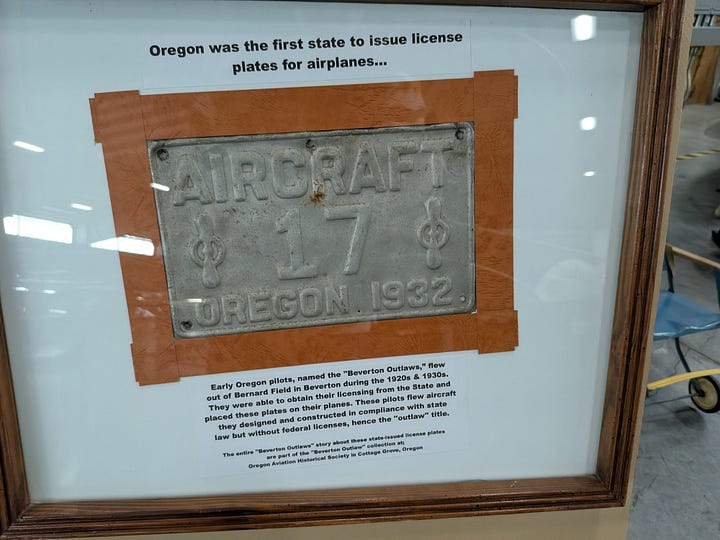 Oregon was the first state to issue license
plates for airplanes...
AIRCRAFT
17
OREGON 1932
Early Oregon pilots, named the "Beverton Outlaws," flew
out of Bernard Field in Beverton during the 1920s & 1930s.
They were able to obtain their licensing from the State and
placed these plates on their planes. These pilots flew aircraft
they designed and constructed in compliance with state
law but without federal licenses, hence the "outlaw" title.
The entire "Beverton Outlaws" story about these state-issued license plates
are part of the "Beverton Outlaw" collection at;
Oregon Aviation Historical Society in Cottage Grove, Oregon